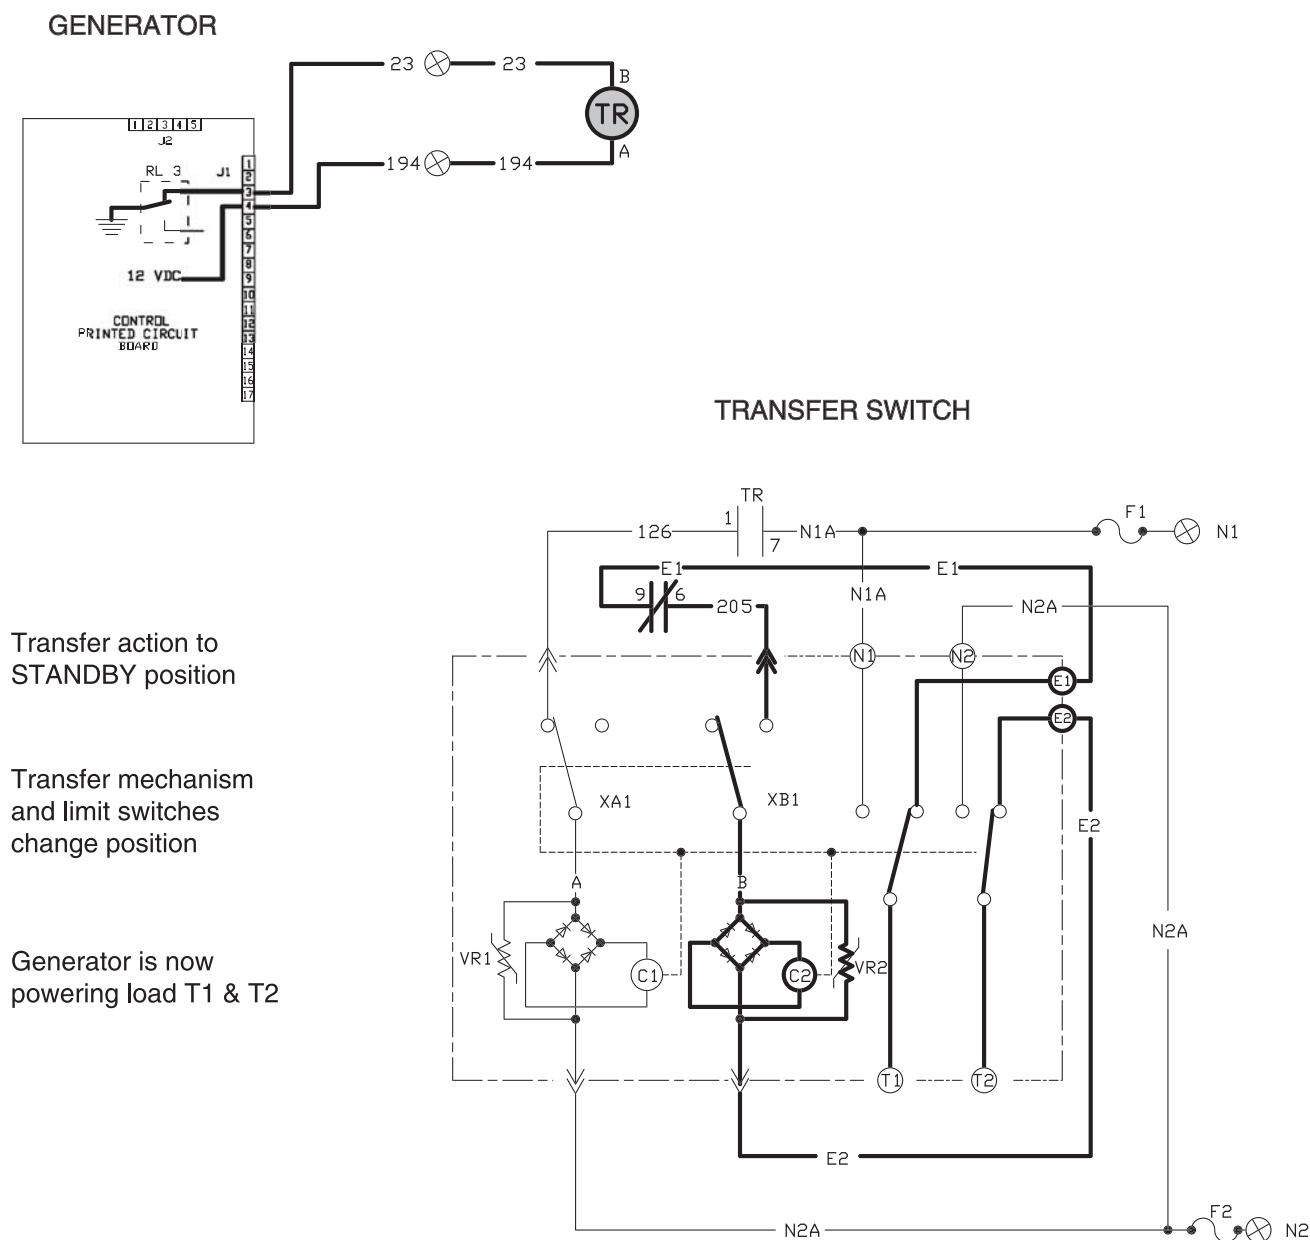 GENERATOR
23 23
B
TR
A
194 194
1 2 3 4 5
J2
RL 3 J1
1
2
3
4
5
6
7
8
9
10
11
12
13
14
15
16
17
12 VDC
CONTROL
PRINTED CIRCUIT
BOARD
TRANSFER SWITCH
TR
F1
126 1 7 N1A N1
E1 E1
9 6 205
N1A N2A
Transfer action to
STANDBY position
N1 N2
E1
E2
Transfer mechanism
and limit switches
change position
XA1 XB1
E2
A B
N2A
Generator is now
powering load T1 & T2
VR1 C1 C2 VR2
T1 T2
E2
N2A
F2
N2